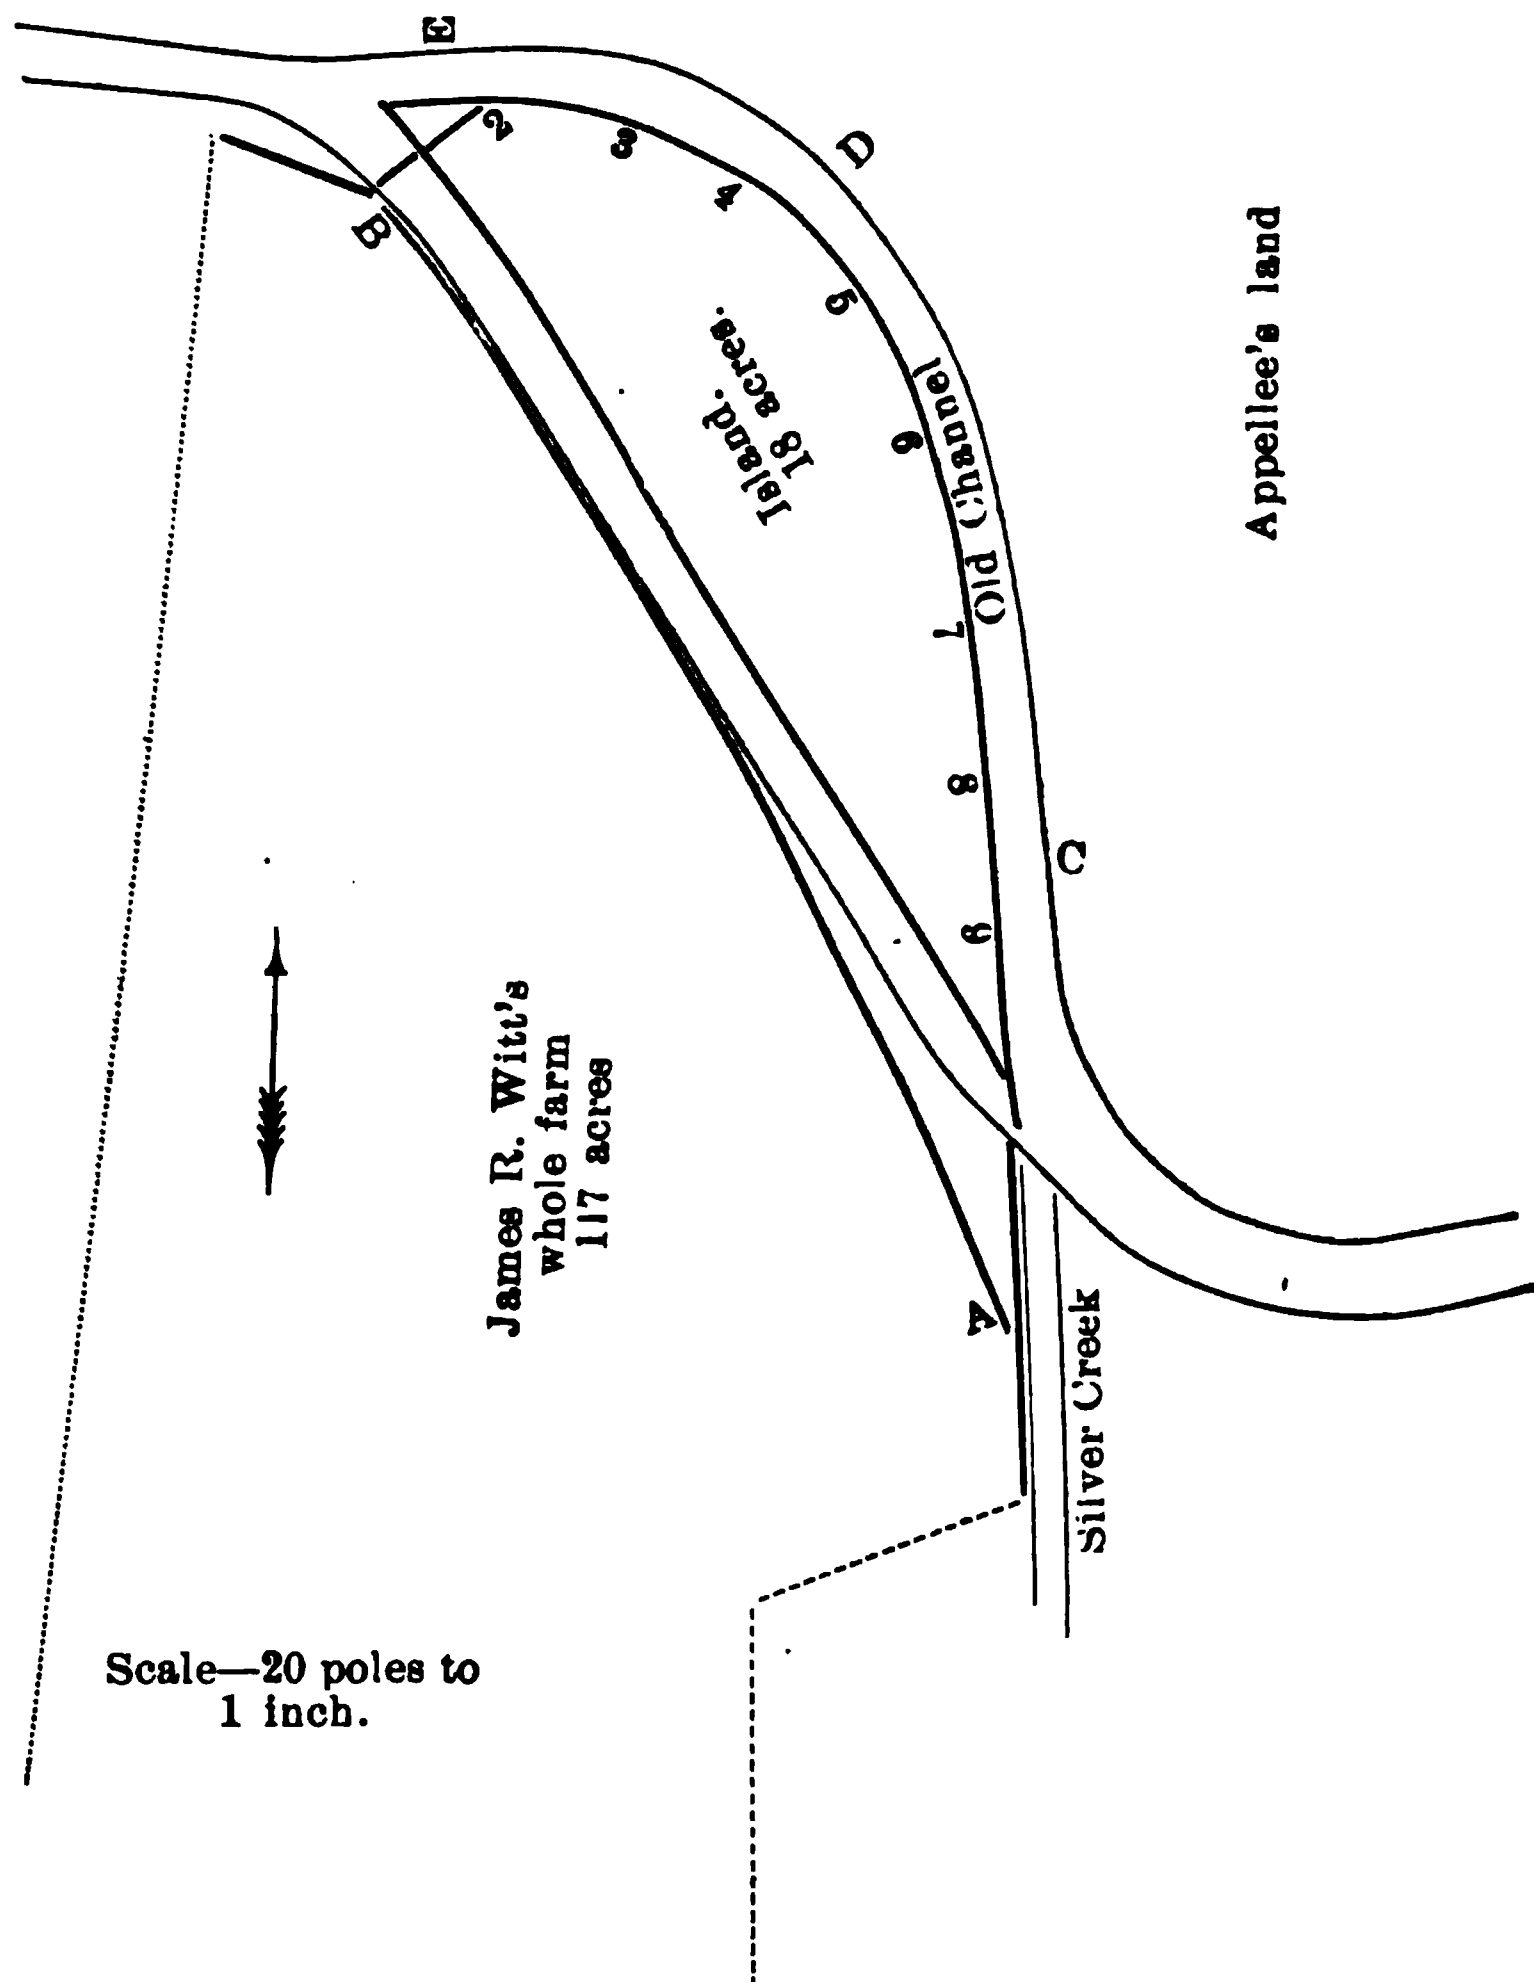 E
D
2
3
4
B
5
6
7
8
9
C
A
Island.
18 acres.
Old Channel
Appellee's land
James R. Witt's
whole farm
117 acres
Silver Creek
Scale—20 poles to
1 inch.